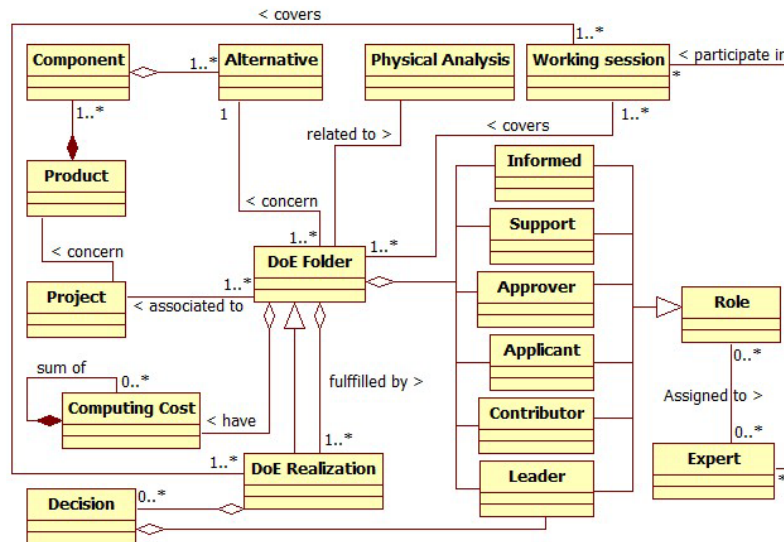 < covers
1..*
Component
1..*
Alternative
Physical Analysis
Working session
< participate in
*
1..*
1
related to >
< covers
1..*
Informed
Product
Support
< concern
< concern
1..*
DoE Folder
1..*
Approver
Project
1..*
< associated to
Role
Applicant
0..*
sum of
0..*
fulffilled by >
Assigned to >
Computing Cost
< have
Contributor
0..*
1..*
1..*
DoE Realization
Leader
Expert
*
Decision
0..*